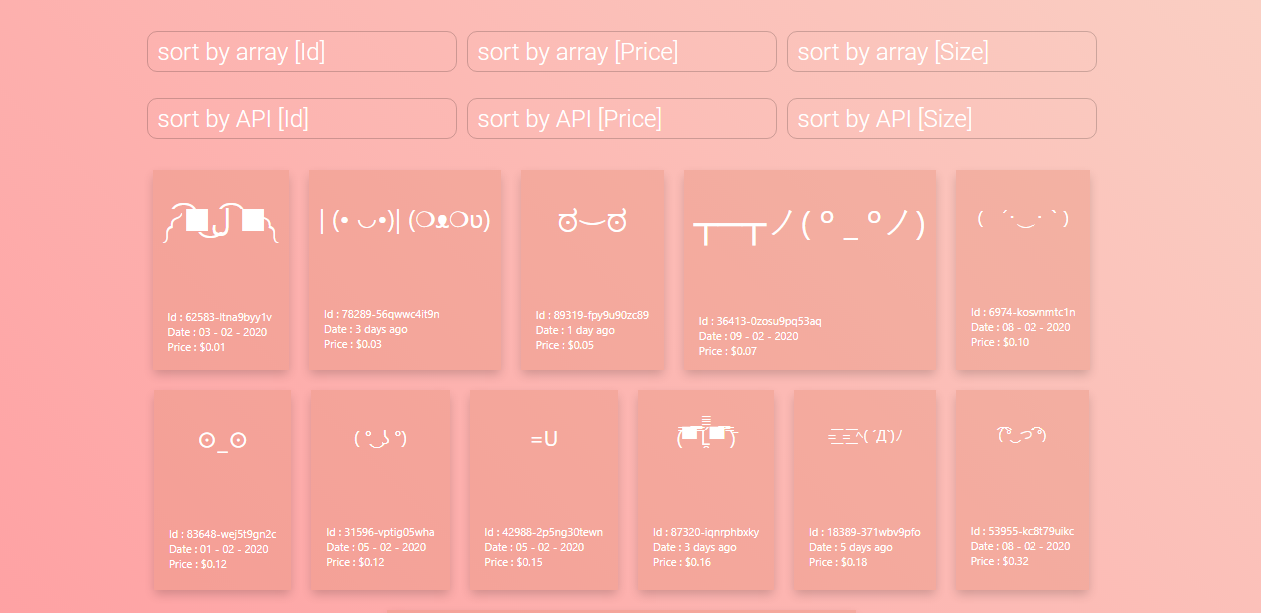 sort by array [Id]
sort by array [Price]
sort by array [Size]
sort by API [Id]
sort by API [Price]
sort by API [Size]
| (• ◡•)| (❍ᴥ❍ʋ)
ಠ‿ಠ
┬─┬ノ( º _ ºノ)
( ´･‿･` )
Id : 62583-ltna9byy1v
Date : 03 - 02 - 2020
Price : $0.01
Id : 78289-56qwwc4it9n
Date : 3 days ago
Price : $0.03
Id : 89319-fpy9u90zc89
Date : 1 day ago
Price : $0.05
Id : 36413-0zosu9pq53aq
Date : 09 - 02 - 2020
Price : $0.07
Id : 6974-kosvnmtc1n
Date : 08 - 02 - 2020
Price : $0.10
⊙_⊙
( ͡° ͜ʖ ͡°)
=U
Id : 83648-wej5t9gn2c
Date : 01 - 02 - 2020
Price : $0.12
Id : 31596-vptig05wha
Date : 05 - 02 - 2020
Price : $0.12
Id : 42988-2p5ng30tewn
Date : 05 - 02 - 2020
Price : $0.15
Id : 87320-iqnrphbxky
Date : 3 days ago
Price : $0.16
Id : 18389-371wbv9pfo
Date : 5 days ago
Price : $0.18
Id : 53955-kc8t79uikc
Date : 08 - 02 - 2020
Price : $0.32